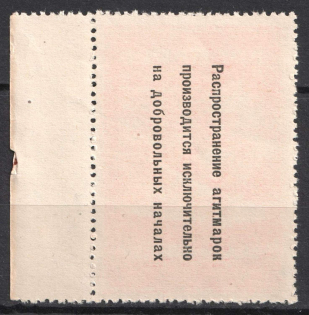 Распространение агитмарок
производится исключительно
на добровольных началах